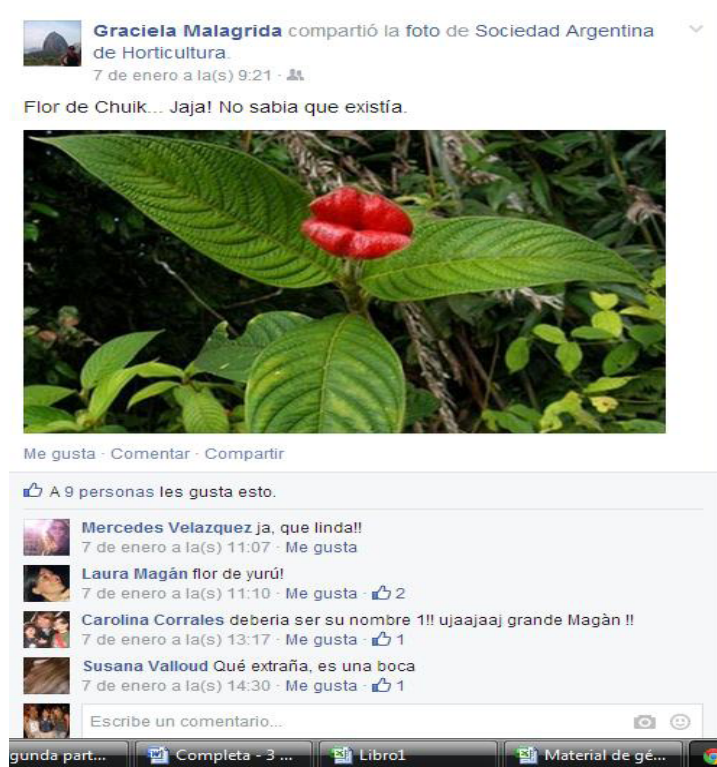 Graciela Malagrida compartió la foto de Sociedad Argentina
de Horticultura.
7 de enero a la(s) 9:21 ·
Flor de Chuik... Jaja! No sabia que existía.
Me gusta · Comentar · Compartir
A 9 personas les gusta esto.
Mercedes Velazquez ja, que linda!!
7 de enero a la(s) 11:07 · Me gusta
Laura Magán flor de yurú!
7 de enero a la(s) 11:10 · Me gusta · 2
Carolina Corrales deberia ser su nombre 1!! ujaajaaj grande Magàn !!
7 de enero a la(s) 13:17 · Me gusta · 1
Susana Valloud Qué extraña, es una boca
7 de enero a la(s) 14:30 · Me gusta · 1
Escribe un comentario...
gunda part... Completa - 3 ... Libro1 Material de gé...